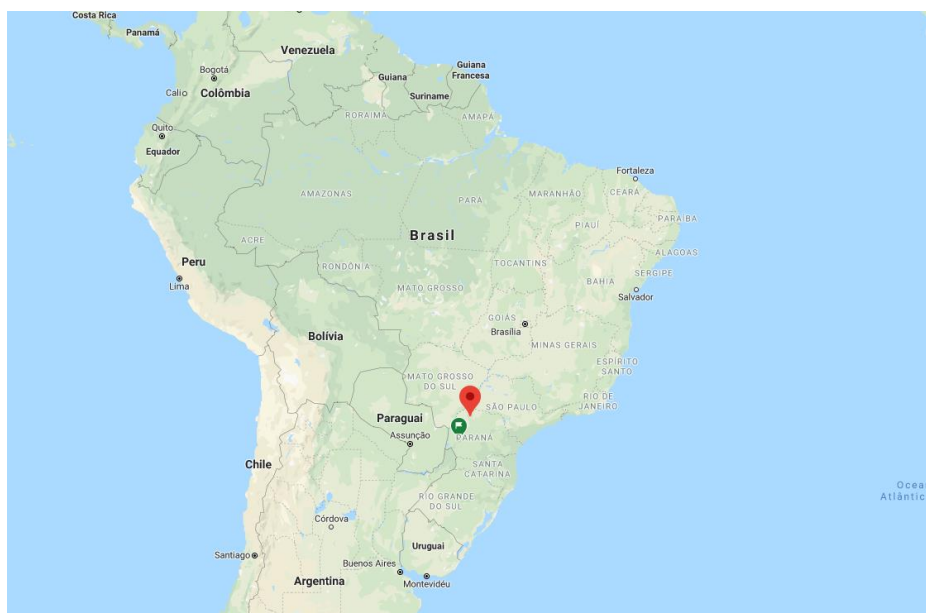 Costa Rica
Panamá
Venezuela
Bogotá
Guiana
Guiana
Francesa
Calio
Colômbia
Suriname
RORAIMA
AMAPÁ
Quito
Equador
Fortaleza
AMAZONAS
PARÁ
MARANHÃO
CEARÁ
PARAÍBA
PIAUÍ
Brasil
ACRE
ALAGOAS
Peru
RONDÔNIA
TOCANTINS
SERGIPE
Lima
MATO GROSSO
BAHIA
Salvador
GOIÁS
Brasília
Bolívia
MINAS GERAIS
ESPÍRITO
SANTO
MATO GROSSO
DO SUL
RIO DE
JANEIRO
SÃO PAULO
Paraguai
Assunção
PARANÁ
Chile
SANTA
CATARINA
Ocea
Atlântic
RIO GRANDE
DO SUL
Córdova
Uruguai
Santiago
Buenos Aires
Argentina
Montevidéu